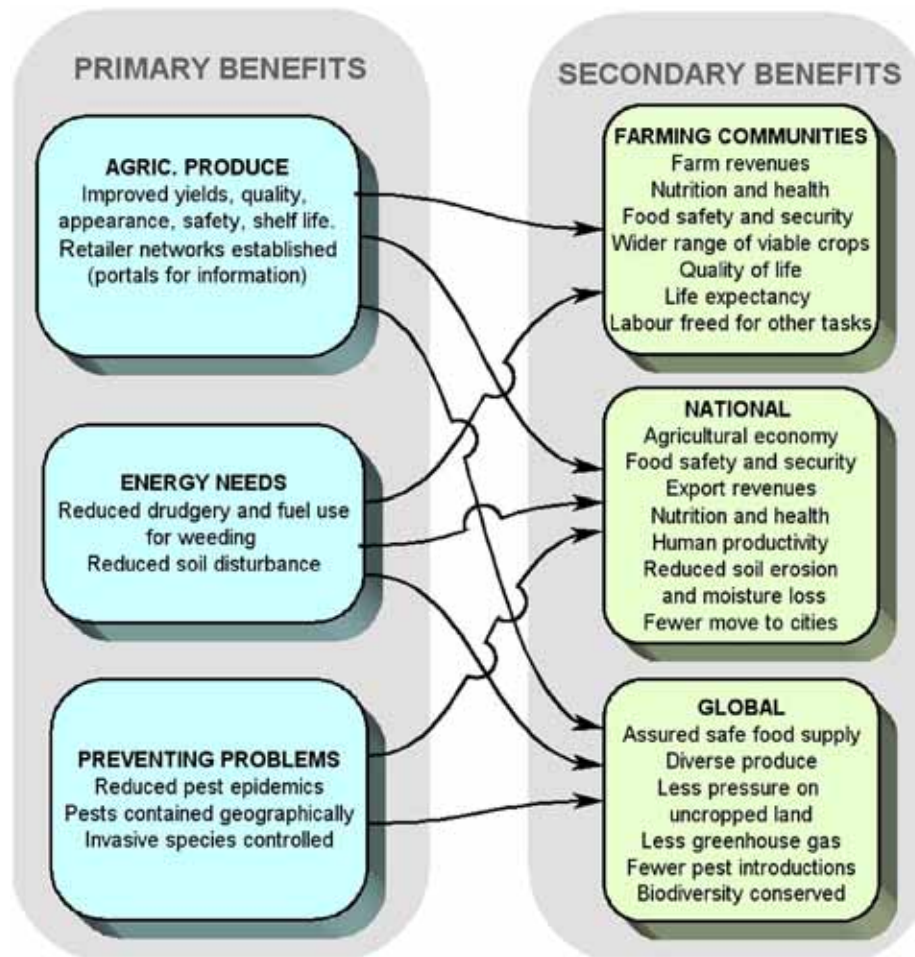 PRIMARY BENEFITS
AGRIC. PRODUCE
Improved yields, quality,
appearance, safety, shelf life.
Retailer networks established
(portals for information)
ENERGY NEEDS
Reduced drudgery and fuel use
for weeding
Reduced soil disturbance
PREVENTING PROBLEMS
Reduced pest epidemics
Pests contained geographically
Invasive species controlled
SECONDARY BENEFITS
FARMING COMMUNITIES
Farm revenues
Nutrition and health
Food safety and security
Wider range of viable crops
Quality of life
Life expectancy
Labour freed for other tasks
NATIONAL
Agricultural economy
Food safety and security
Export revenues
Nutrition and health
Human productivity
Reduced soil erosion
and moisture loss
Fewer move to cities
GLOBAL
Assured safe food supply
Diverse produce
Less pressure on
uncropped land
Less greenhouse gas
Fewer pest introductions
Biodiversity conserved